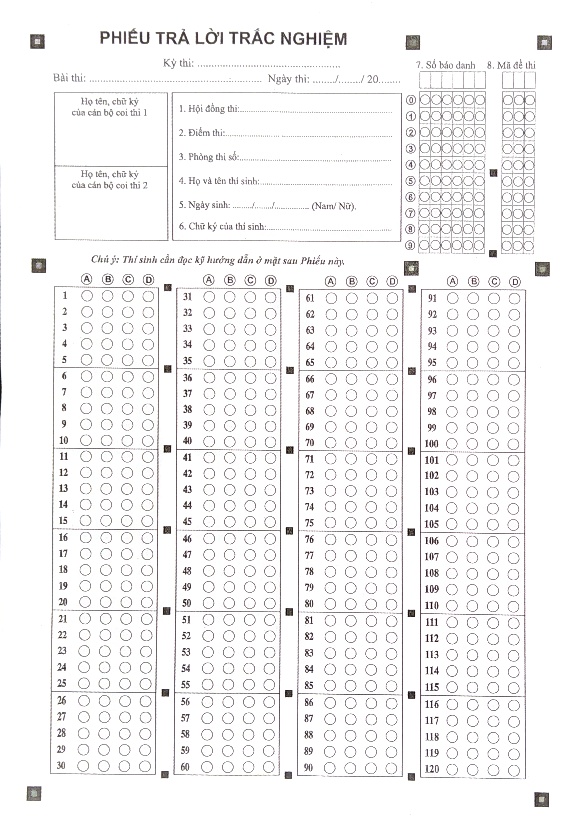 PHIẾU TRẢ LỜI TRẮC NGHIỆM
Kỳ thi: ..........................................
Bài thi: ............................................:......... Ngày thi: ......./......../ 20.......
7. Số báo danh 8. Mã đề thi
Họ tên, chữ ký
của cán bộ coi thi 1
Họ tên, chữ ký
của cán bộ coi thi 2
1. Hội đồng thi:..........................................
2. Điểm thi:..........................................
3. Phòng thi số:..........................................
4. Họ và tên thí sinh:..........................................
5. Ngày sinh: ......../......../............ (Nam/ Nữ).
6. Chữ ký của thí sinh:..........................................
0
1
2
3
4
5
6
7
8
9
Chú ý: Thí sinh cần đọc kỹ hướng dẫn ở mặt sau Phiếu này.
A B C D A B C D A B C D A B C D
1 31 61 91
2 32 62 92
3 33 63 93
4 34 64 94
5 35 65 95
6 36 66 96
7 37 67 97
8 38 68 98
9 39 69 99
10 40 70 100
11 41 71 101
12 42 72 102
13 43 73 103
14 44 74 104
15 45 75 105
16 46 76 106
17 47 77 107
18 48 78 108
19 49 79 109
20 50 80 110
21 51 81 111
22 52 82 112
23 53 83 113
24 54 84 114
25 55 85 115
26 56 86 116
27 57 87 117
28 58 88 118
29 59 89 119
30 60 90 120